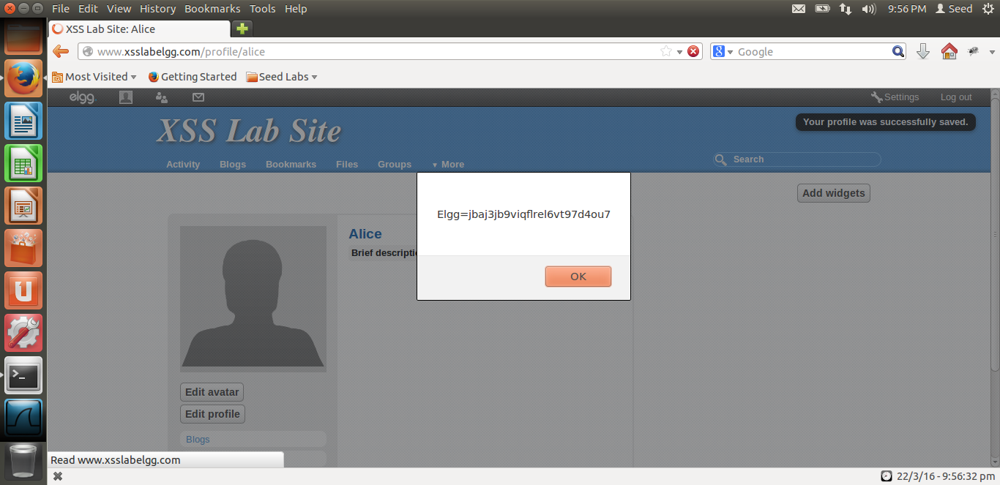 File Edit View History Bookmarks Tools Help
9:56 PM Seed
XSS Lab Site: Alice
www.xsslabelgg.com/profile/alice
Google
Most Visited Getting Started Seed Labs
elgg.
Settings Log out
XSS Lab Site
Your profile was successfully saved.
Activity Blogs Bookmarks Files Groups More
Search
Add widgets
Elgg=jbaj3jb9viqflrel6vt97d4ou7
OK
Alice
Brief descriptio
Edit avatar
Edit profile
Blogs
Read www.xsslabelgg.com
22/3/16 - 9:56:32 pm